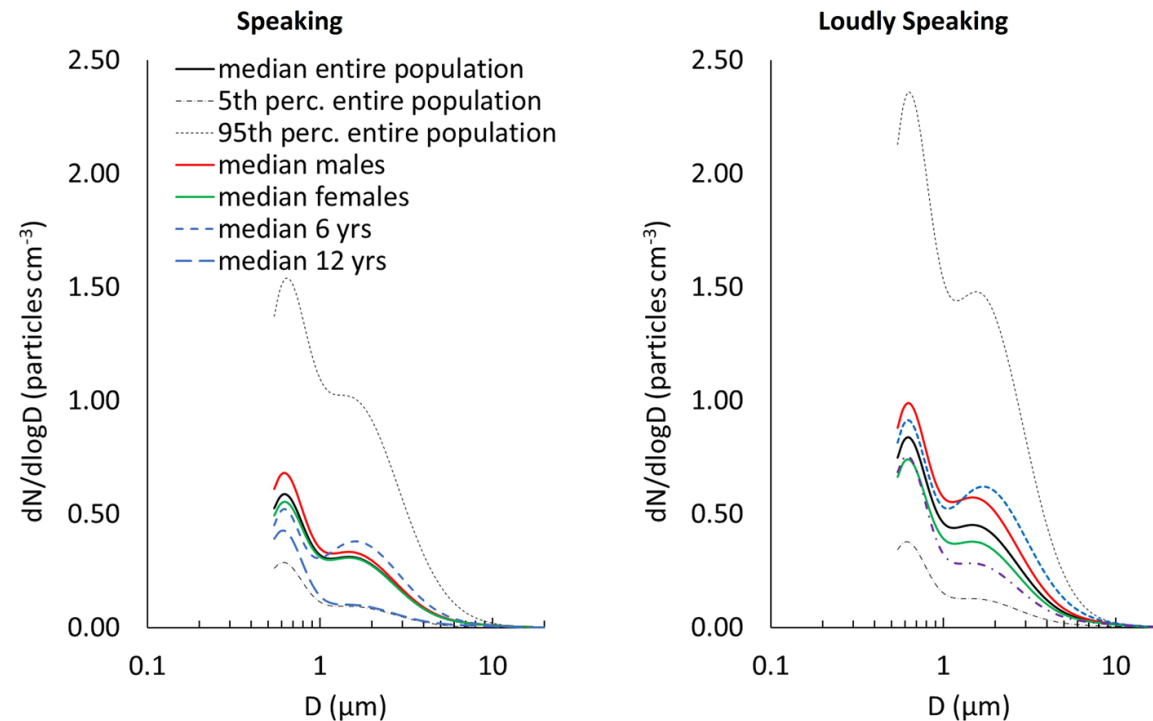 Speaking
2.50
2.00
1.50
1.00
0.50
0.00
dN/dlogD (particles cm-3)
median entire population
5th perc. entire population
95th perc. entire population
median males
median females
median 6 yrs
median 12 yrs
0.1
1
10
D (μm)
Loudly Speaking
2.50
2.00
1.50
1.00
0.50
0.00
dN/dlogD (particles cm-3)
0.1
1
10
D (μm)